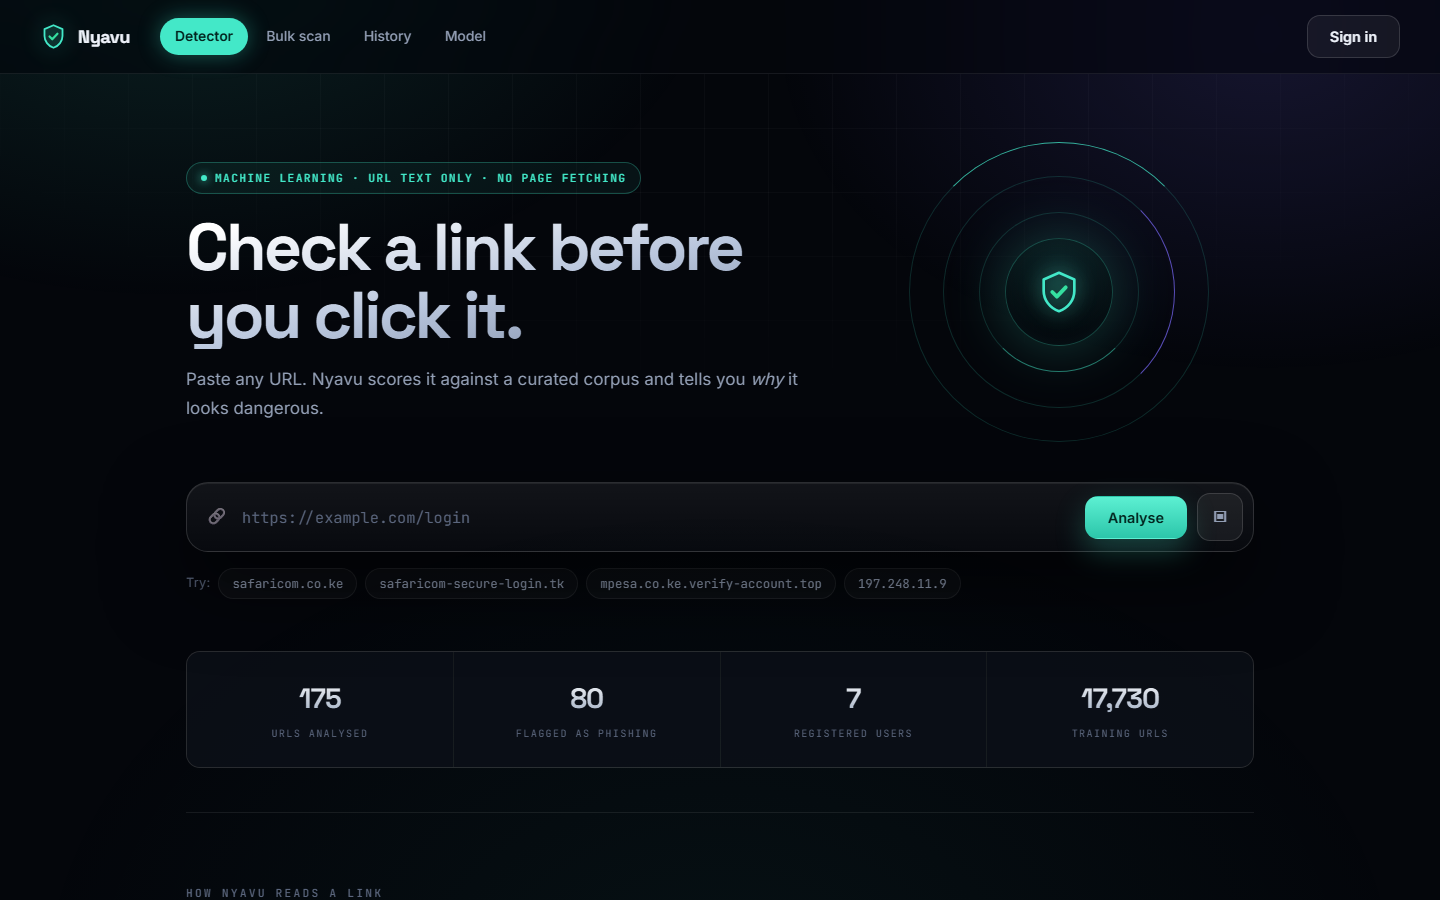 Nyavu
Detector
Bulk scan
History
Model
Sign in
MACHINE LEARNING · URL TEXT ONLY · NO PAGE FETCHING
Check a link before
you click it.
Paste any URL. Nyavu scores it against a curated corpus and tells you why it
looks dangerous.
https://example.com/login
Analyse
Try:
safaricom.co.ke
safaricom-secure-login.tk
mpesa.co.ke.verify-account.top
197.248.11.9
175
URLS ANALYSED
80
FLAGGED AS PHISHING
7
REGISTERED USERS
17,730
TRAINING URLS
HOW NYAVU READS A LINK